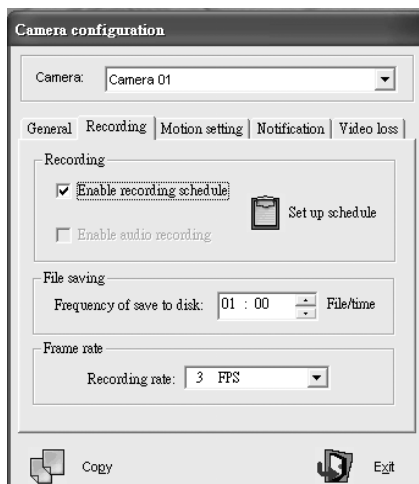 Camera configuration
Camera: Camera 01
General Recording Motion setting Notification Video loss
Recording
Enable recording schedule
Set up schedule
Enable audio recording
File saving
Frequency of save to disk: 01 : 00 File/time
Frame rate
Recording rate: 3 FPS
Copy Exit